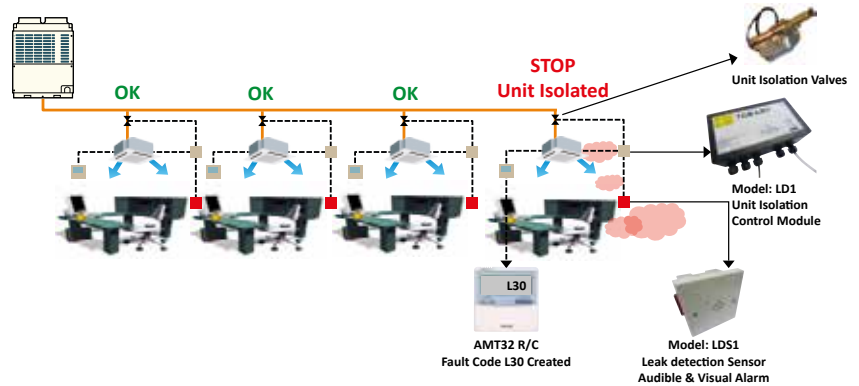 STOP
Unit Isolated
OK
OK
OK
Unit Isolation Valves
Model: LD1
Unit Isolation
Control Module
L30
AMT32 R/C
Fault Code L30 Created
Model: LDS1
Leak detection Sensor
Audible & Visual Alarm